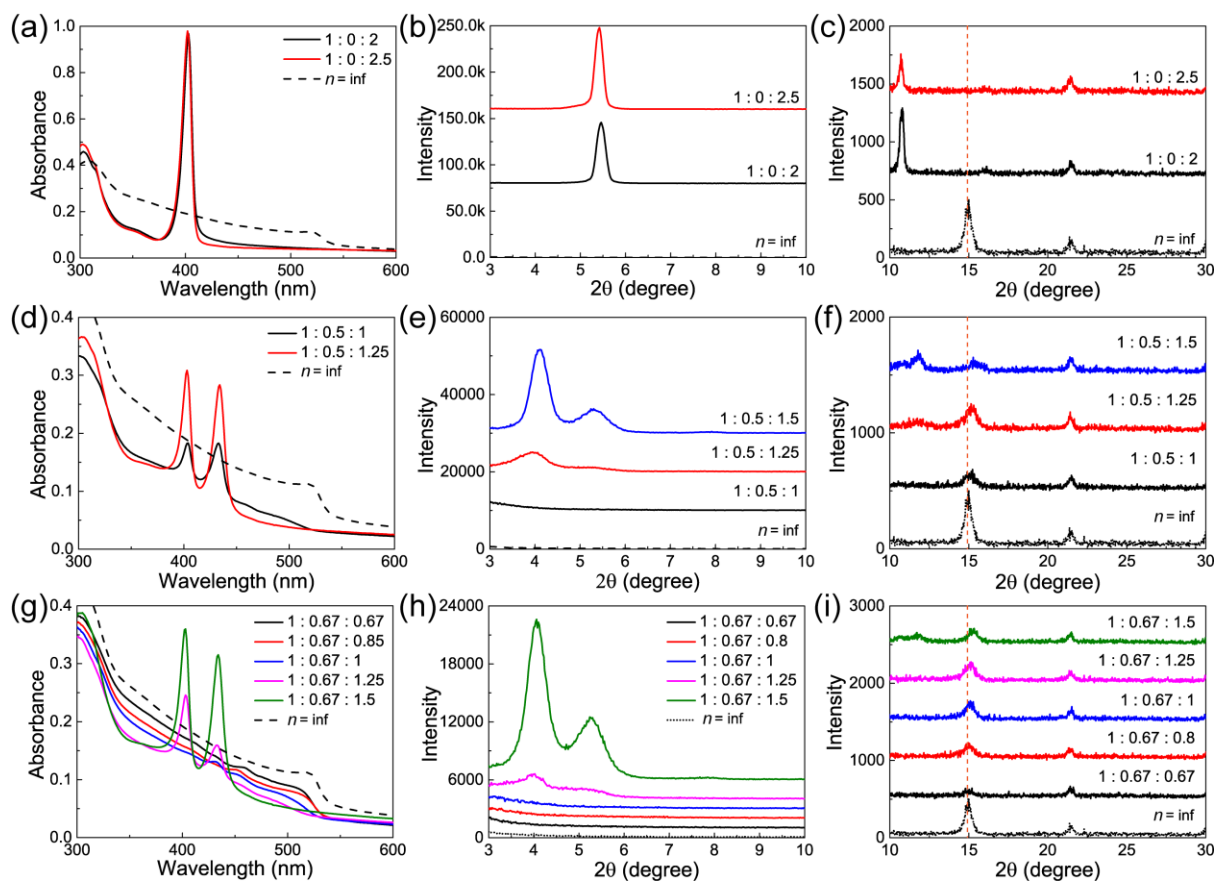 (a)
1.0
0.8
0.6
0.4
0.2
0.0
Absorbance
1 : 0 : 2
1 : 0 : 2.5
n = inf
300 400 500 600
Wavelength (nm)
(b)
250.0k
200.0k
150.0k
100.0k
50.0k
0.0
Intensity
1 : 0 : 2.5
1 : 0 : 2
n = inf
3 4 5 6 7 8 9 10
2θ (degree)
(c)
2000
1500
1000
500
0
Intensity
1 : 0 : 2.5
1 : 0 : 2
n = inf
10 15 20 25 30
2θ (degree)
(d)
0.4
0.3
0.2
0.1
0.0
Absorbance
1 : 0.5 : 1
1 : 0.5 : 1.25
n = inf
300 400 500 600
Wavelength (nm)
(e)
60000
40000
20000
0
Intensity
1 : 0.5 : 1.5
1 : 0.5 : 1.25
1 : 0.5 : 1
n = inf
3 4 5 6 7 8 9 10
2θ (degree)
(f)
2000
1000
0
Intensity
1 : 0.5 : 1.5
1 : 0.5 : 1.25
1 : 0.5 : 1
n = inf
10 15 20 25 30
2θ (degree)
(g)
0.4
0.3
0.2
0.1
0.0
Absorbance
1 : 0.67 : 0.67
1 : 0.67 : 0.85
1 : 0.67 : 1
1 : 0.67 : 1.25
1 : 0.67 : 1.5
n = inf
300 400 500 600
Wavelength (nm)
(h)
24000
18000
12000
6000
0
Intensity
1 : 0.67 : 0.67
1 : 0.67 : 0.8
1 : 0.67 : 1
1 : 0.67 : 1.25
1 : 0.67 : 1.5
n = inf
3 4 5 6 7 8 9 10
2θ (degree)
(i)
3000
2000
1000
0
Intensity
1 : 0.67 : 1.5
1 : 0.67 : 1.25
1 : 0.67 : 1
1 : 0.67 : 0.8
1 : 0.67 : 0.67
n = inf
10 15 20 25 30
2θ (degree)